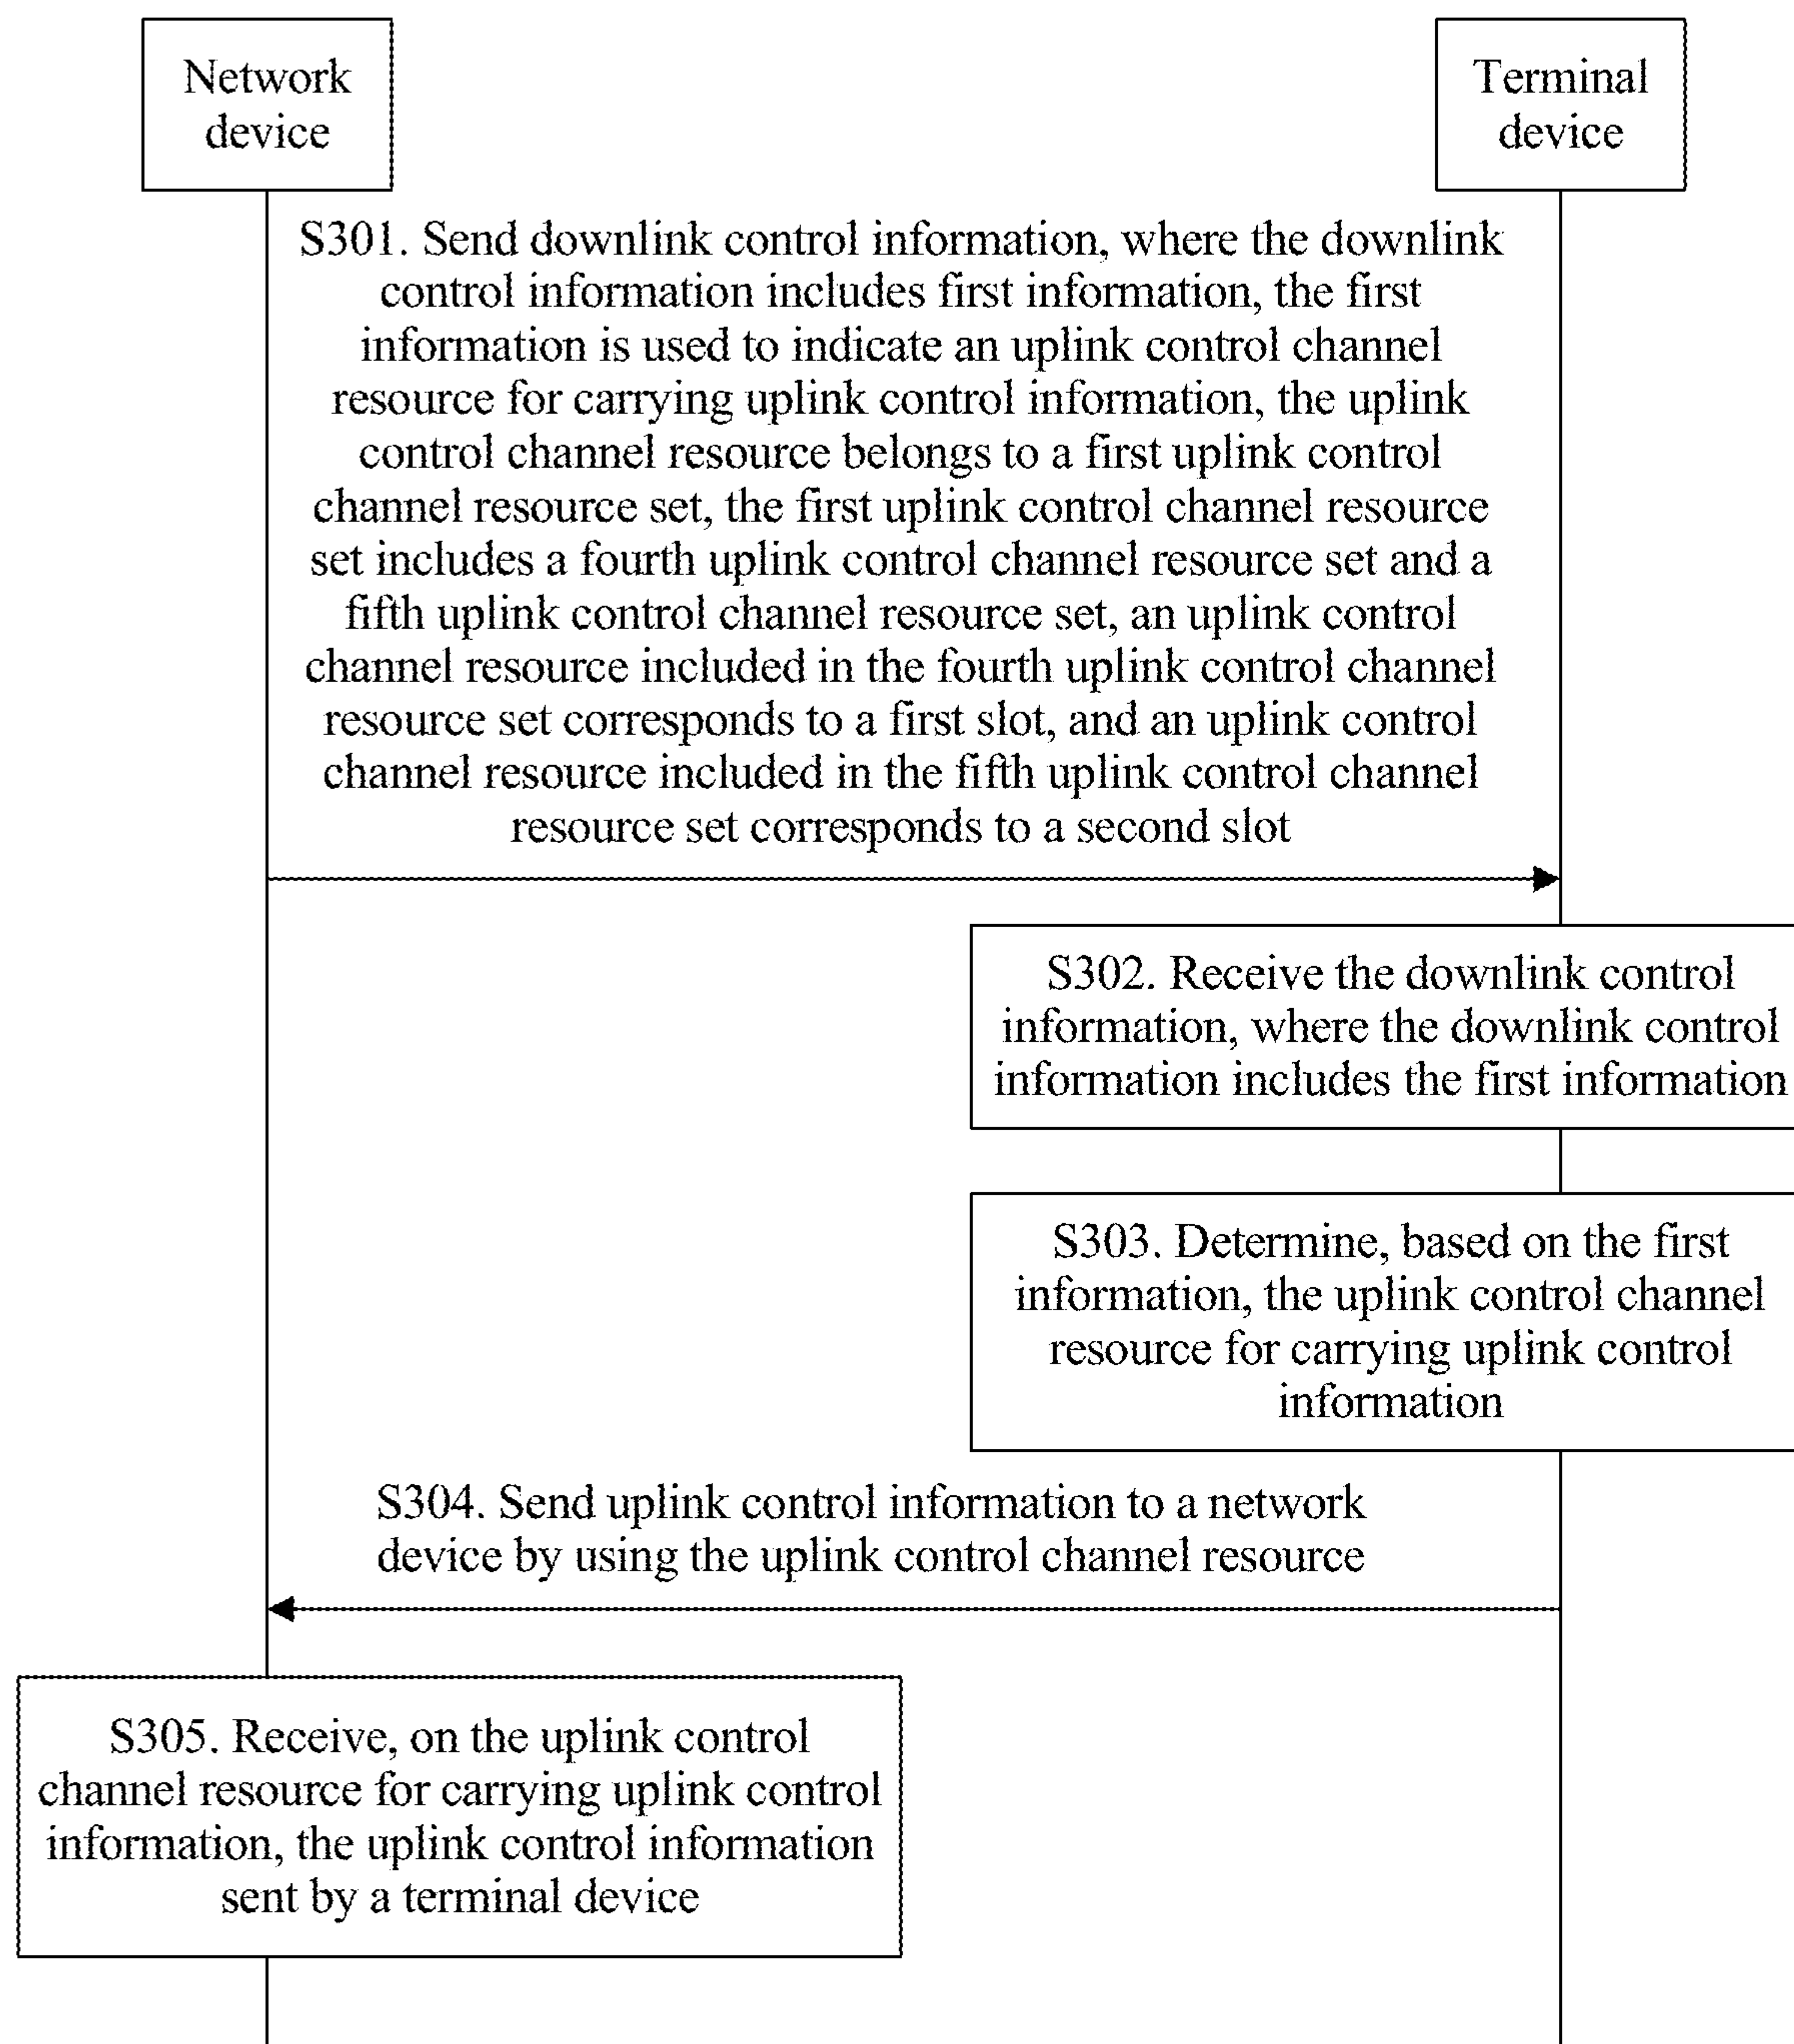 Network
device
Terminal
device
S301. Send downlink control information, where the downlink
control information includes first information, the first
information is used to indicate an uplink control channel
resource for carrying uplink control information, the uplink
control channel resource belongs to a first uplink control
channel resource set, the first uplink control channel resource
set includes a fourth uplink control channel resource set and a
fifth uplink control channel resource set, an uplink control
channel resource included in the fourth uplink control channel
resource set corresponds to a first slot, and an uplink control
channel resource included in the fifth uplink control channel
resource set corresponds to a second slot
S302. Receive the downlink control
information, where the downlink control
information includes the first information
S303. Determine, based on the first
information, the uplink control channel
resource for carrying uplink control
information
S304. Send uplink control information to a network
device by using the uplink control channel resource
S305. Receive, on the uplink control
channel resource for carrying uplink control
information, the uplink control information
sent by a terminal device